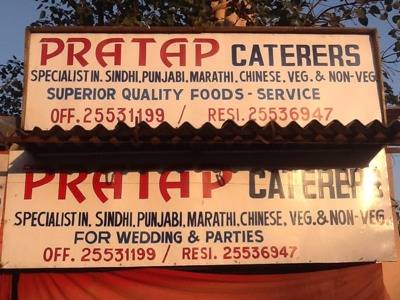 PRATAP CATERERS
SPECIALIST IN. SINDHI, PUNJABI, MARATHI. CHINESE, VEG. & NON-VEG
SUPERIOR QUALITY FOODS - SERVICE
OFF. 25531199 / RESI. 25536947
PRATAP CATERERS
SPECIALIST IN. SINDHI, PUNJABI, MARATHI, CHINESE, VEG. & NON-VEG
FOR WEDDING & PARTIES
OFF. 25531199 / RESI. 25536947